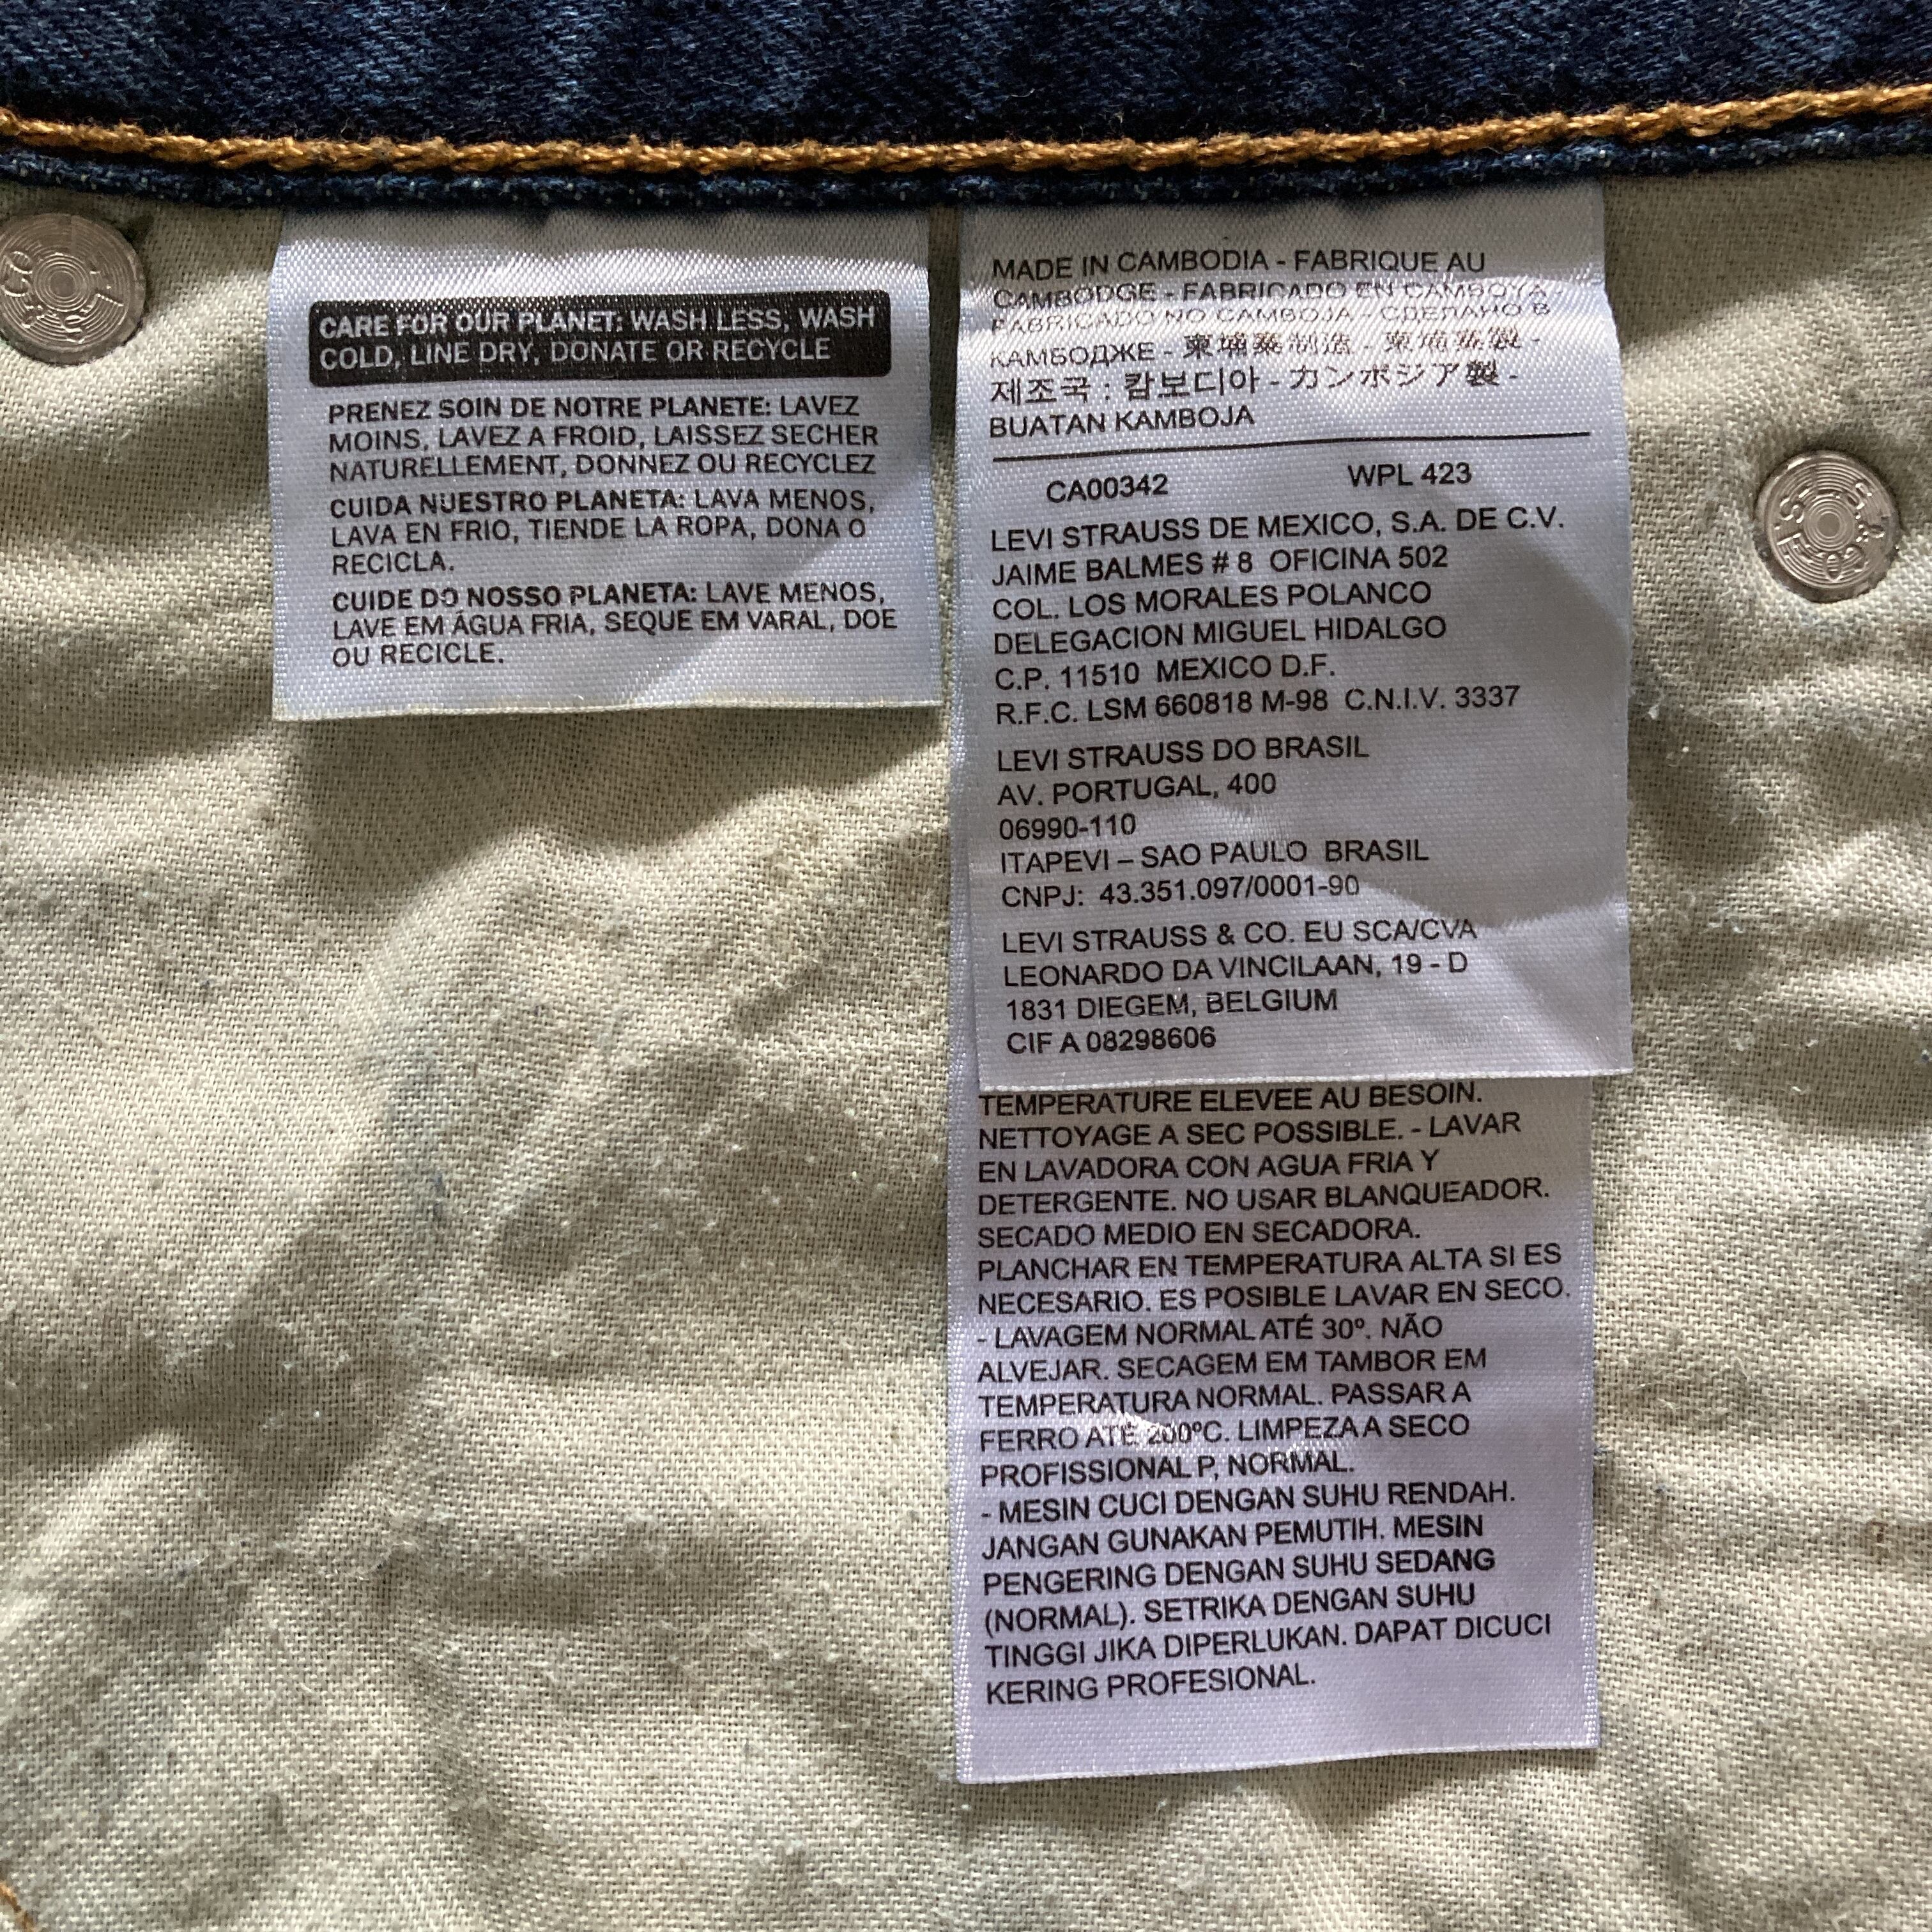 CARE FOR OUR PLANET: WASH LESS, WASH
COLD, LINE DRY, DONATE OR RECYCLE
PRENEZ SOIN DE NOTRE PLANETE: LAVEZ
MOINS, LAVEZ A FROID, LAISSEZ SECHER
NATURELLEMENT, DONNEZ OU RECYCLEZ
CUIDA NUESTRO PLANETA: LAVA MENOS,
LAVA EN FRIO, TIENDE LA ROPA, DONA O
RECICLA.
CUIDE DO NOSSO PLANETA: LAVE MENOS,
LAVE EM ÁGUA FRIA, SEQUE EM VARAL, DOE
OU RECICLE.
MADE IN CAMBODIA - FABRIQUE AU
CAMBODGE - FABRICADO EN CAMBOYA -
FABRICADO NO CAMBOJA - СДЕЛАНО В
КАМБОДЖЕ - 柬埔寨制造 - 柬埔寨製 -
제조국 : 캄보디아 - カンボジア製 -
BUATAN KAMBOJA
CA00342 WPL 423
LEVI STRAUSS DE MEXICO, S.A. DE C.V.
JAIME BALMES # 8 OFICINA 502
COL. LOS MORALES POLANCO
DELEGACION MIGUEL HIDALGO
C.P. 11510 MEXICO D.F.
R.F.C. LSM 660818 M-98 C.N.I.V. 3337
LEVI STRAUSS DO BRASIL
AV. PORTUGAL, 400
06990-110
ITAPEVI – SAO PAULO BRASIL
CNPJ: 43.351.097/0001-90
LEVI STRAUSS & CO. EU SCA/CVA
LEONARDO DA VINCILAAN, 19 - D
1831 DIEGEM, BELGIUM
CIF A 08298606
TEMPERATURE ELEVEE AU BESOIN.
NETTOYAGE A SEC POSSIBLE. - LAVAR
EN LAVADORA CON AGUA FRIA Y
DETERGENTE. NO USAR BLANQUEADOR.
SECADO MEDIO EN SECADORA.
PLANCHAR EN TEMPERATURA ALTA SI ES
NECESARIO. ES POSIBLE LAVAR EN SECO.
- LAVAGEM NORMAL ATÉ 30º. NÃO
ALVEJAR. SECAGEM EM TAMBOR EM
TEMPERATURA NORMAL. PASSAR A
FERRO ATÉ 200ºC. LIMPEZA A SECO
PROFISSIONAL P, NORMAL.
- MESIN CUCI DENGAN SUHU RENDAH.
JANGAN GUNAKAN PEMUTIH. MESIN
PENGERING DENGAN SUHU SEDANG
(NORMAL). SETRIKA DENGAN SUHU
TINGGI JIKA DIPERLUKAN. DAPAT DICUCI
KERING PROFESIONAL.